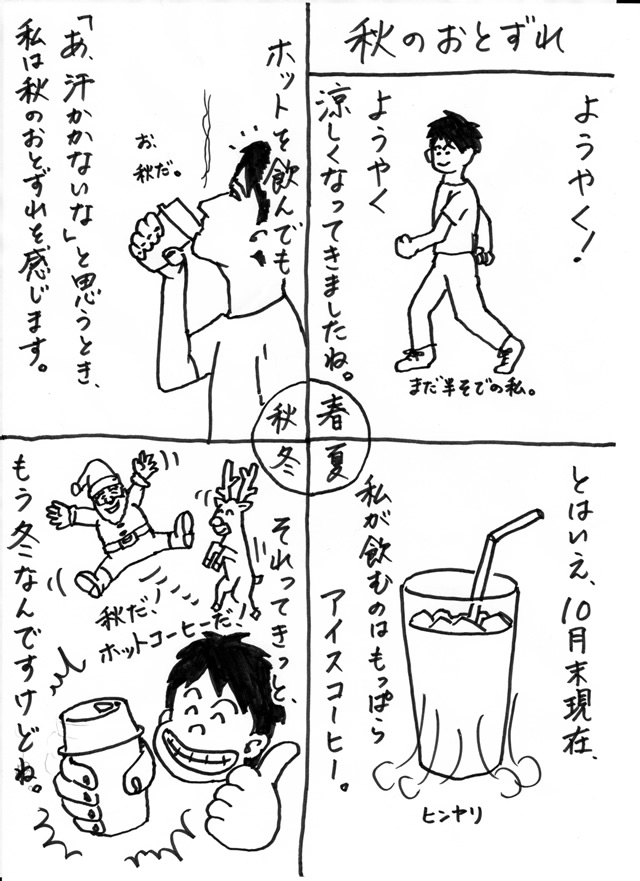 秋のおとずれ
ようやく!
ようやく
涼しくなってきましたね。
まだ半そでの私。
とはいえ、10月末現在、
私が飲むのはもっぱら
アイスコーヒー。
ヒンヤリ
ホットを飲んでも
お、
秋だ。
「あ、汗かかないな」と思うとき、
私は秋のおとずれを感じます。
それってきっと、
秋だ、
ホットコーヒーだ、
もう冬なんですけどね。
春
夏
秋
冬